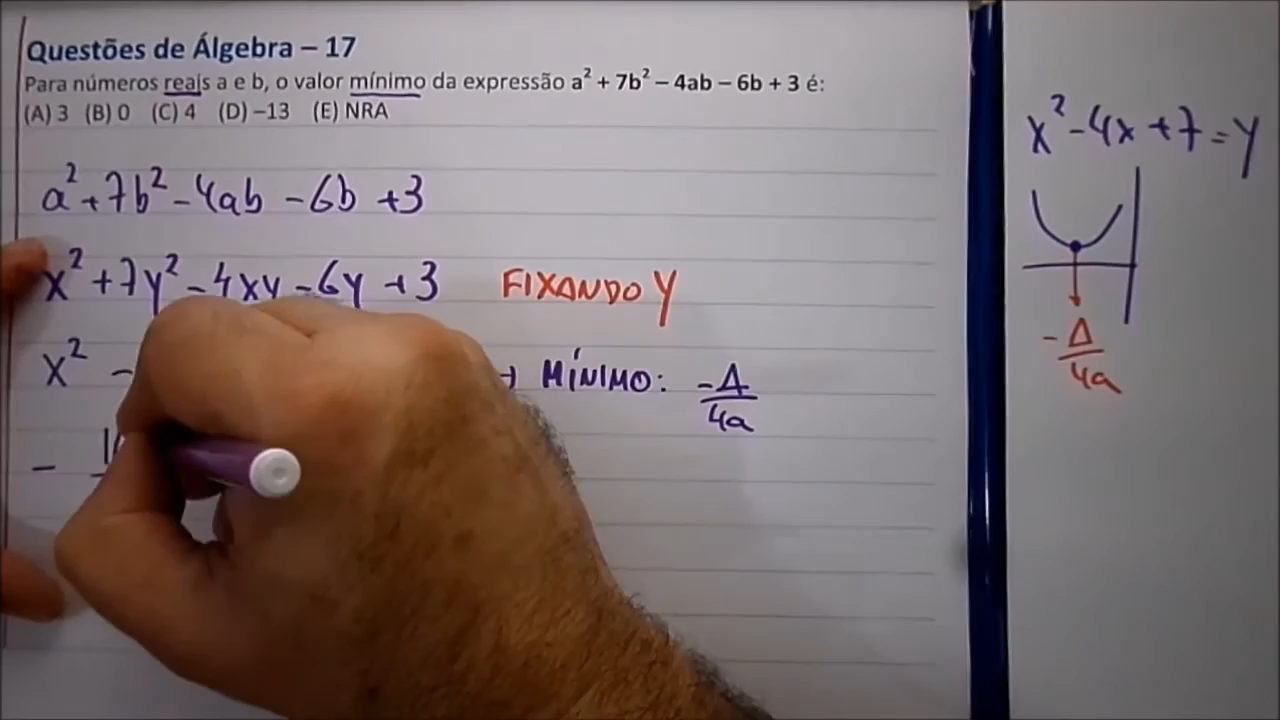 Questões de Álgebra – 17
Para números reais a e b, o valor mínimo da expressão a² + 7b² – 4ab – 6b + 3 é:
(A) 3 (B) 0 (C) 4 (D) –13 (E) NRA
a² + 7b² - 4ab - 6b + 3
x² + 7y² - 4xy - 6y + 3 FIXANDO Y
x² - MÍNIMO: -Δ/4a
-
x² - 4x + 7 = y
-Δ/4a